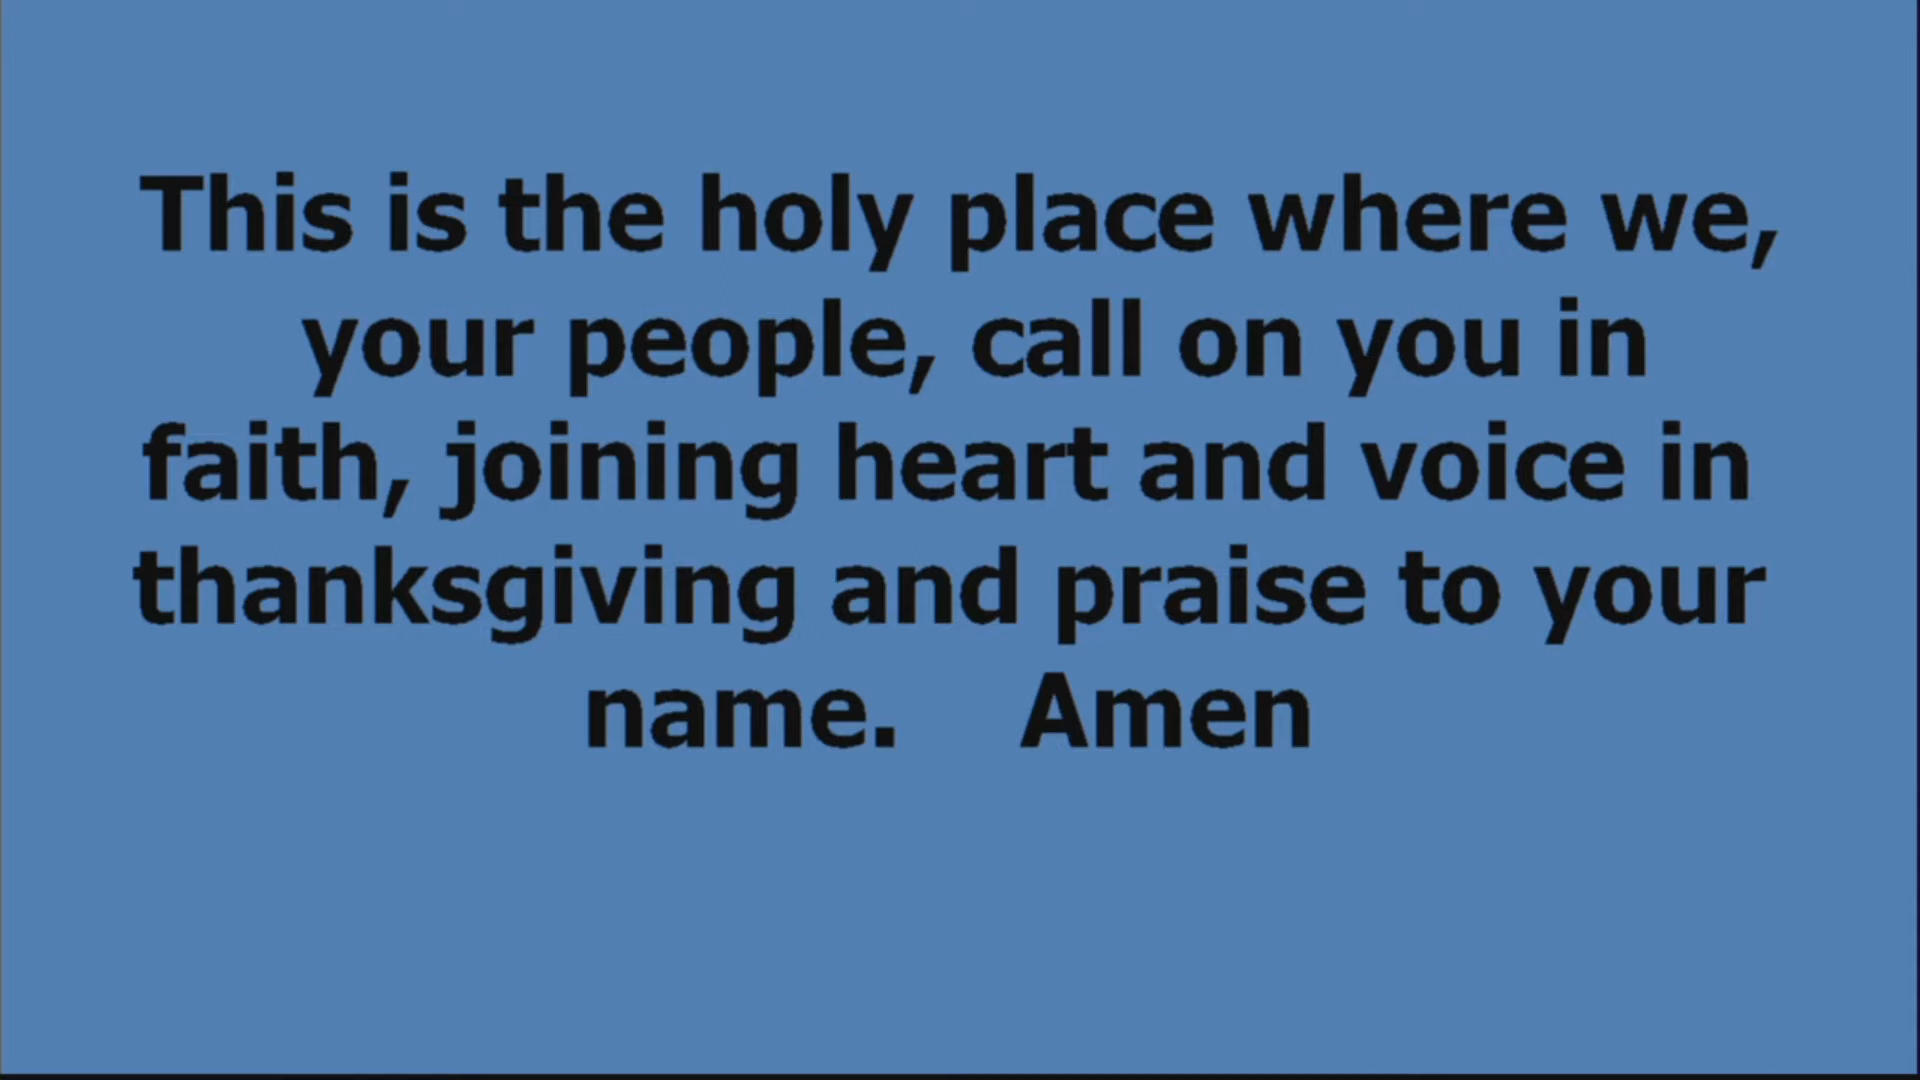 This is the holy place where we,
your people, call on you in
faith, joining heart and voice in
thanksgiving and praise to your
name. Amen